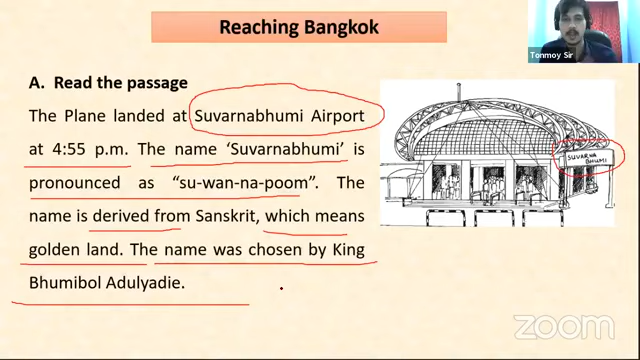 Reaching Bangkok
Tonmoy Sir
A. Read the passage
The Plane landed at Suvarnabhumi Airport
at 4:55 p.m. The name ‘Suvarnabhumi’ is
pronounced as “su-wan-na-poom”. The
name is derived from Sanskrit, which means
golden land. The name was chosen by King
Bhumibol Adulyadie.
SUVARNA
BHUMI
zoom